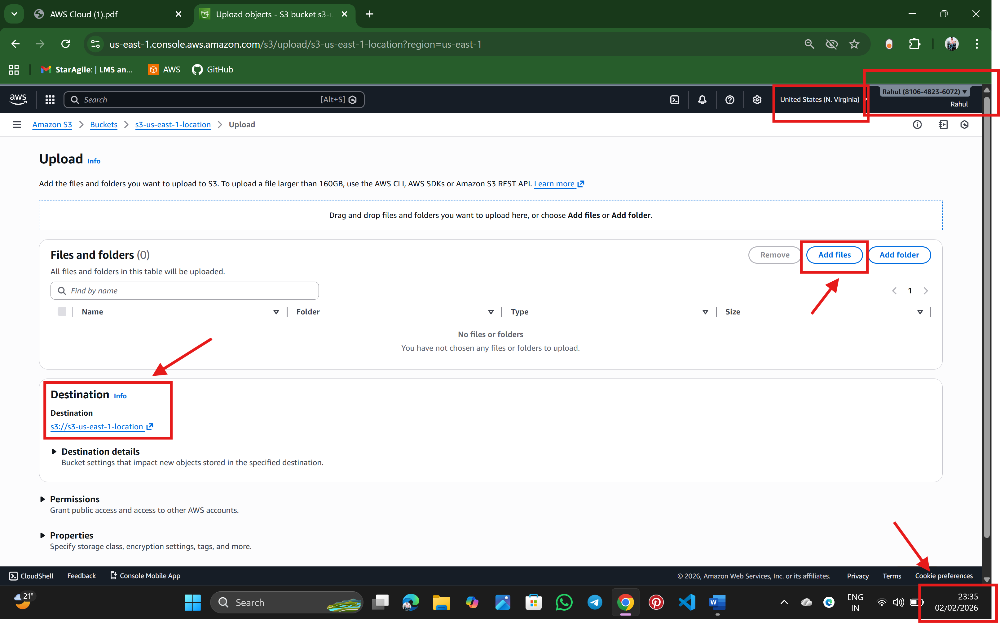 AWS Cloud (1).pdf
Upload objects - S3 bucket s3-u
us-east-1.console.aws.amazon.com/s3/upload/s3-us-east-1-location?region=us-east-1
StarAgile: | LMS an...
AWS
GitHub
aws
Search
[Alt+S]
United States (N. Virginia)
Rahul (8106-4823-6072)
Rahul
Amazon S3
Buckets
s3-us-east-1-location
Upload
Upload Info
Add the files and folders you want to upload to S3. To upload a file larger than 160GB, use the AWS CLI, AWS SDKs or Amazon S3 REST API. Learn more
Drag and drop files and folders you want to upload here, or choose Add files or Add folder.
Files and folders (0)
Remove
Add files
Add folder
All files and folders in this table will be uploaded.
Find by name
1
Name
Folder
Type
Size
No files or folders
You have not chosen any files or folders to upload.
Destination Info
Destination
s3://s3-us-east-1-location
Destination details
Bucket settings that impact new objects stored in the specified destination.
Permissions
Grant public access and access to other AWS accounts.
Properties
Specify storage class, encryption settings, tags, and more.
CloudShell
Feedback
Console Mobile App
© 2026, Amazon Web Services, Inc. or its affiliates.
Privacy
Terms
Cookie preferences
21°
Search
W
ENG
IN
23:35
02/02/2026